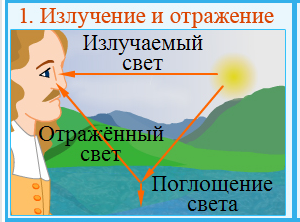 1. Излучение и отражение
Излучаемый
свет
Отражённый
свет
Поглощение
света